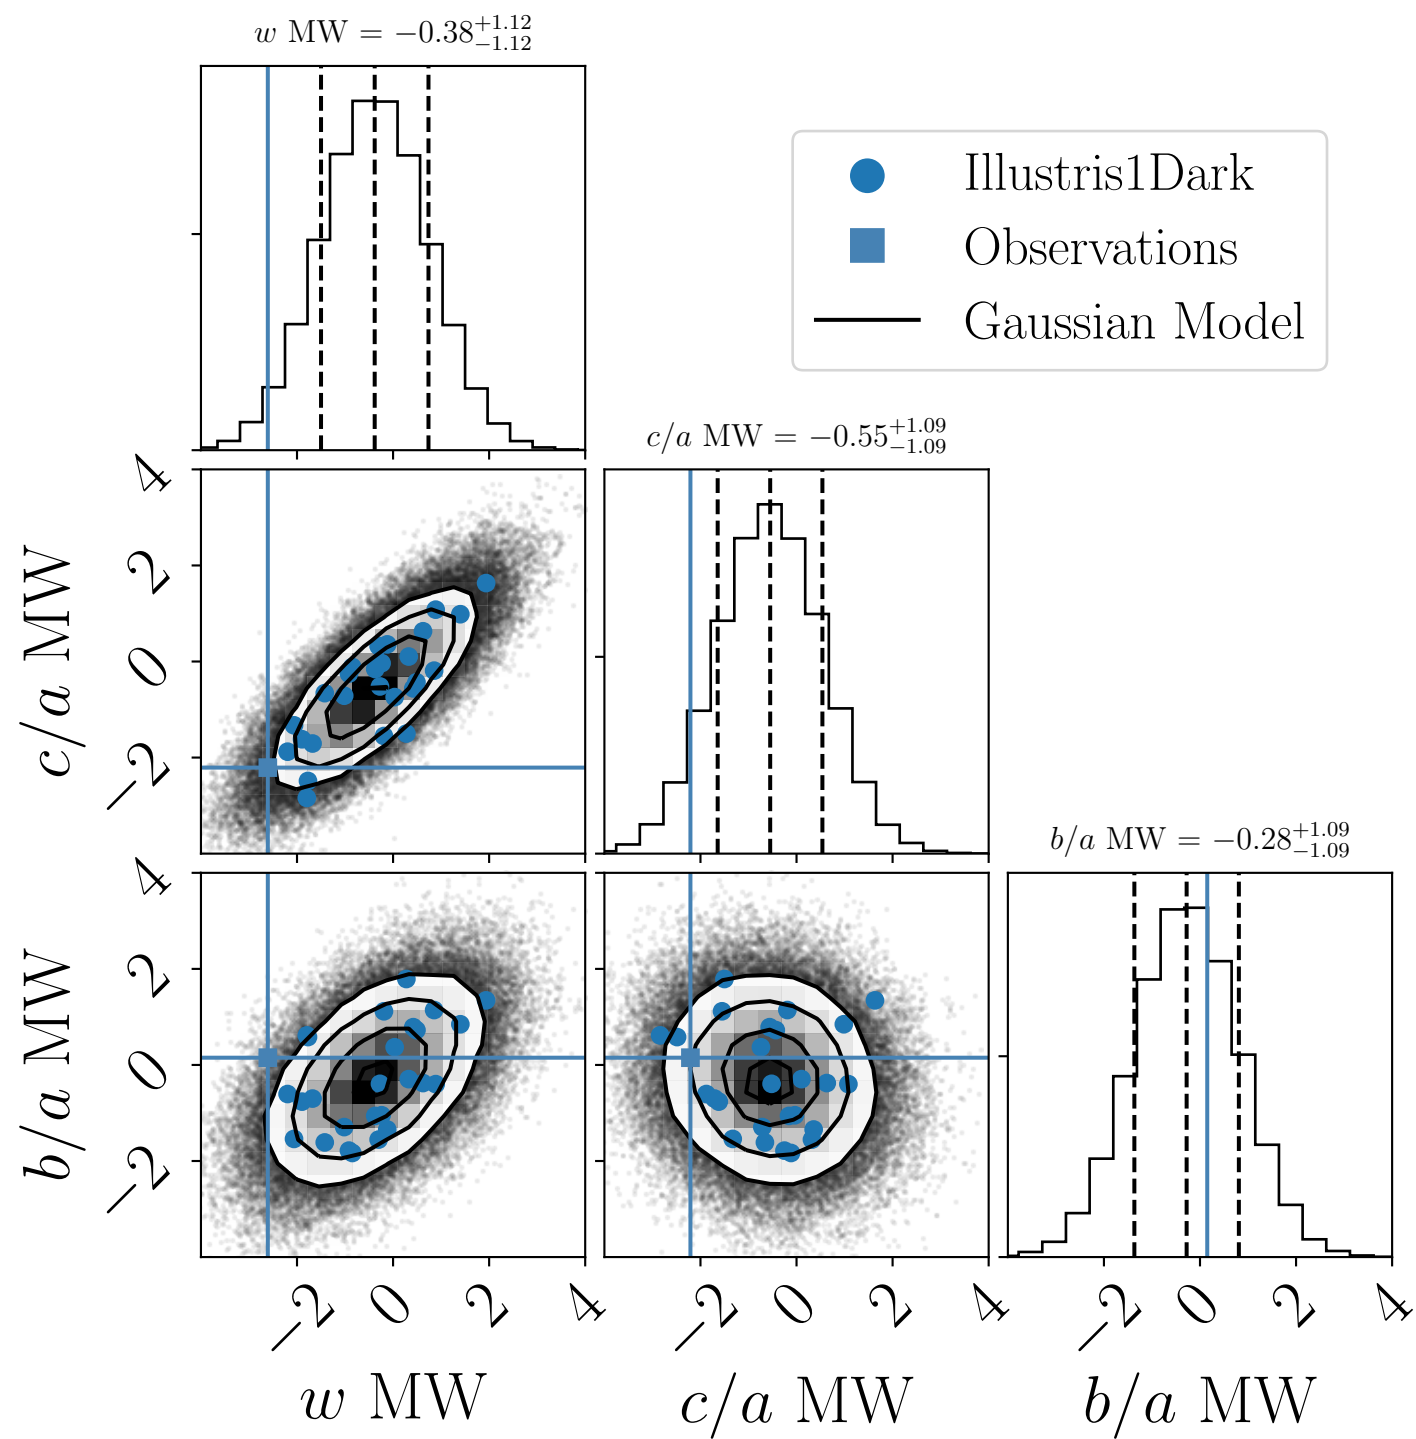 w MW = −0.38 +1.12 −1.12
Illustris1Dark
Observations
Gaussian Model
c/a MW = −0.55 +1.09 −1.09
4
2
0
−2
c/a MW
b/a MW = −0.28 +1.09 −1.09
4
2
0
−2
b/a MW
−2 0 2 4
−2 0 2 4
−2 0 2 4
w MW
c/a MW
b/a MW